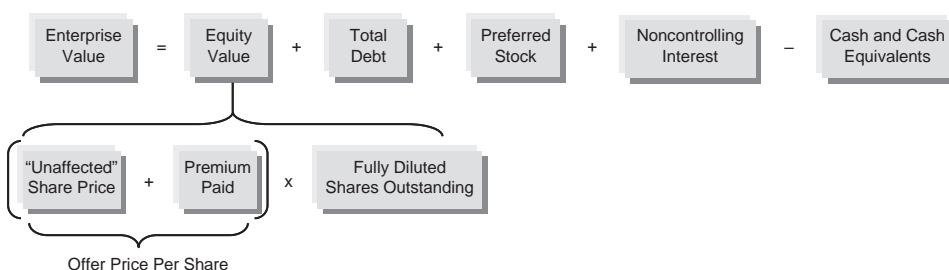 Enterprise
Value
=
Equity
Value
+
Total
Debt
+
Preferred
Stock
+
Noncontrolling
Interest
–
Cash and Cash
Equivalents
“Unaffected”
Share Price
+
Premium
Paid
x
Fully Diluted
Shares Outstanding
Offer Price Per Share